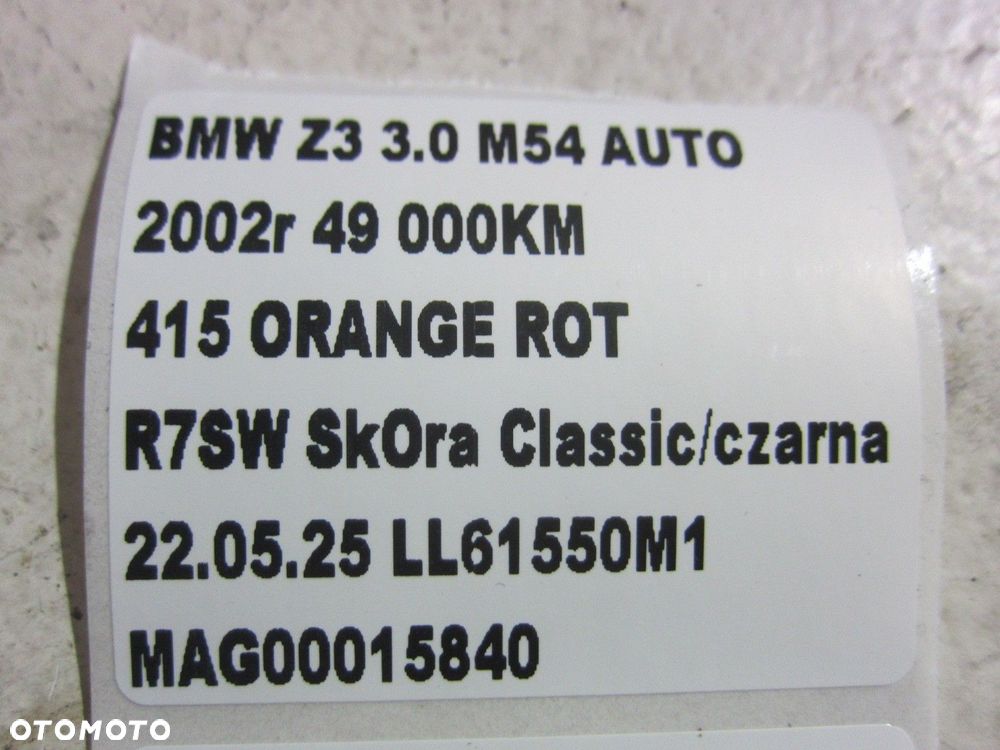 BMW Z3 3.0 M54 AUTO
2002r 49 000KM
415 ORANGE ROT
R7SW SkOra Classic/czarna
22.05.25 LL61550M1
MAG00015840
OTOMOTO